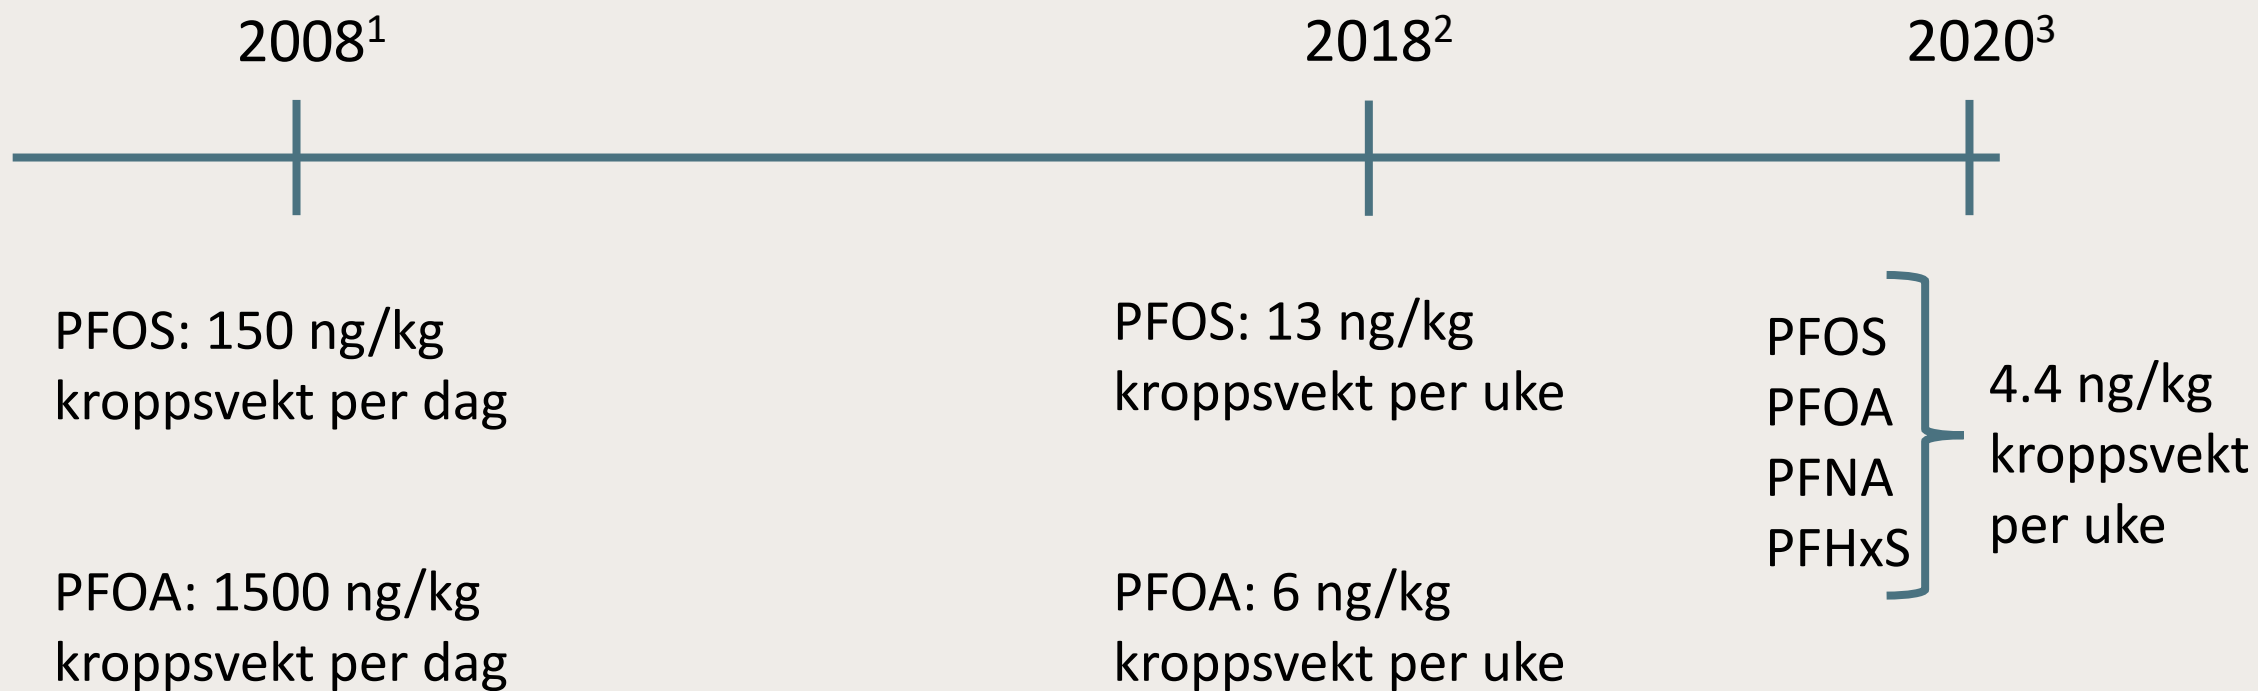 2008¹
2018²
2020³
PFOS: 150 ng/kg
kroppsvekt per dag
PFOA: 1500 ng/kg
kroppsvekt per dag
PFOS: 13 ng/kg
kroppsvekt per uke
PFOA: 6 ng/kg
kroppsvekt per uke
PFOS
PFOA
PFNA
PFHxS
4.4 ng/kg
kroppsvekt
per uke